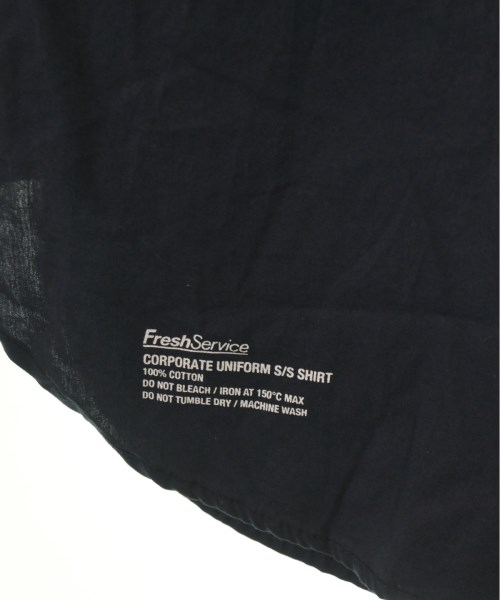 FreshService
CORPORATE UNIFORM S/S SHIRT
100% COTTON
DO NOT BLEACH / IRON AT 150°C MAX
DO NOT TUMBLE DRY / MACHINE WASH